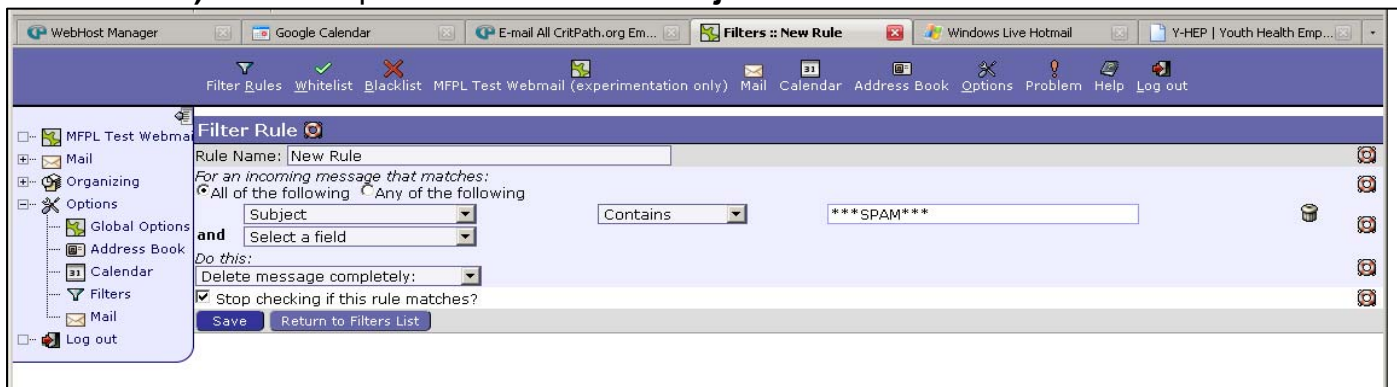 WebHost Manager Google Calendar E-mail All CritPath.org Em... Filters :: New Rule Windows Live Hotmail Y-HEP | Youth Health Emp...
Filter Rules Whitelist Blacklist MFPL Test Webmail (experimentation only) Mail Calendar Address Book Options Problem Help Log out
MFPL Test Webmai
Mail
Organizing
Options
Global Options
Address Book
Calendar
Filters
Mail
Log out
Filter Rule
Rule Name: New Rule
For an incoming message that matches:
All of the following Any of the following
Subject Contains ***SPAM***
and Select a field
Do this:
Delete message completely:
Stop checking if this rule matches?
Save Return to Filters List